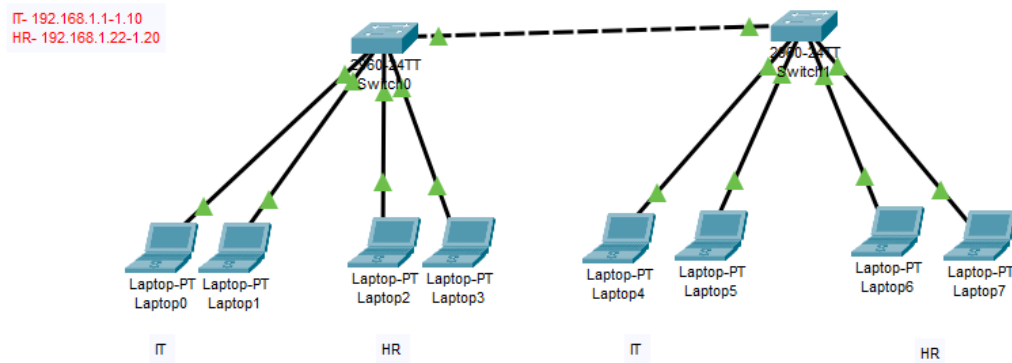 IT- 192.168.1.1-1.10
HR- 192.168.1.22-1.20
2960-24TT
Switch0
2960-24TT
Switch1
Laptop-PT
Laptop0
Laptop-PT
Laptop1
Laptop-PT
Laptop2
Laptop-PT
Laptop3
Laptop-PT
Laptop4
Laptop-PT
Laptop5
Laptop-PT
Laptop6
Laptop-PT
Laptop7
IT
HR
IT
HR